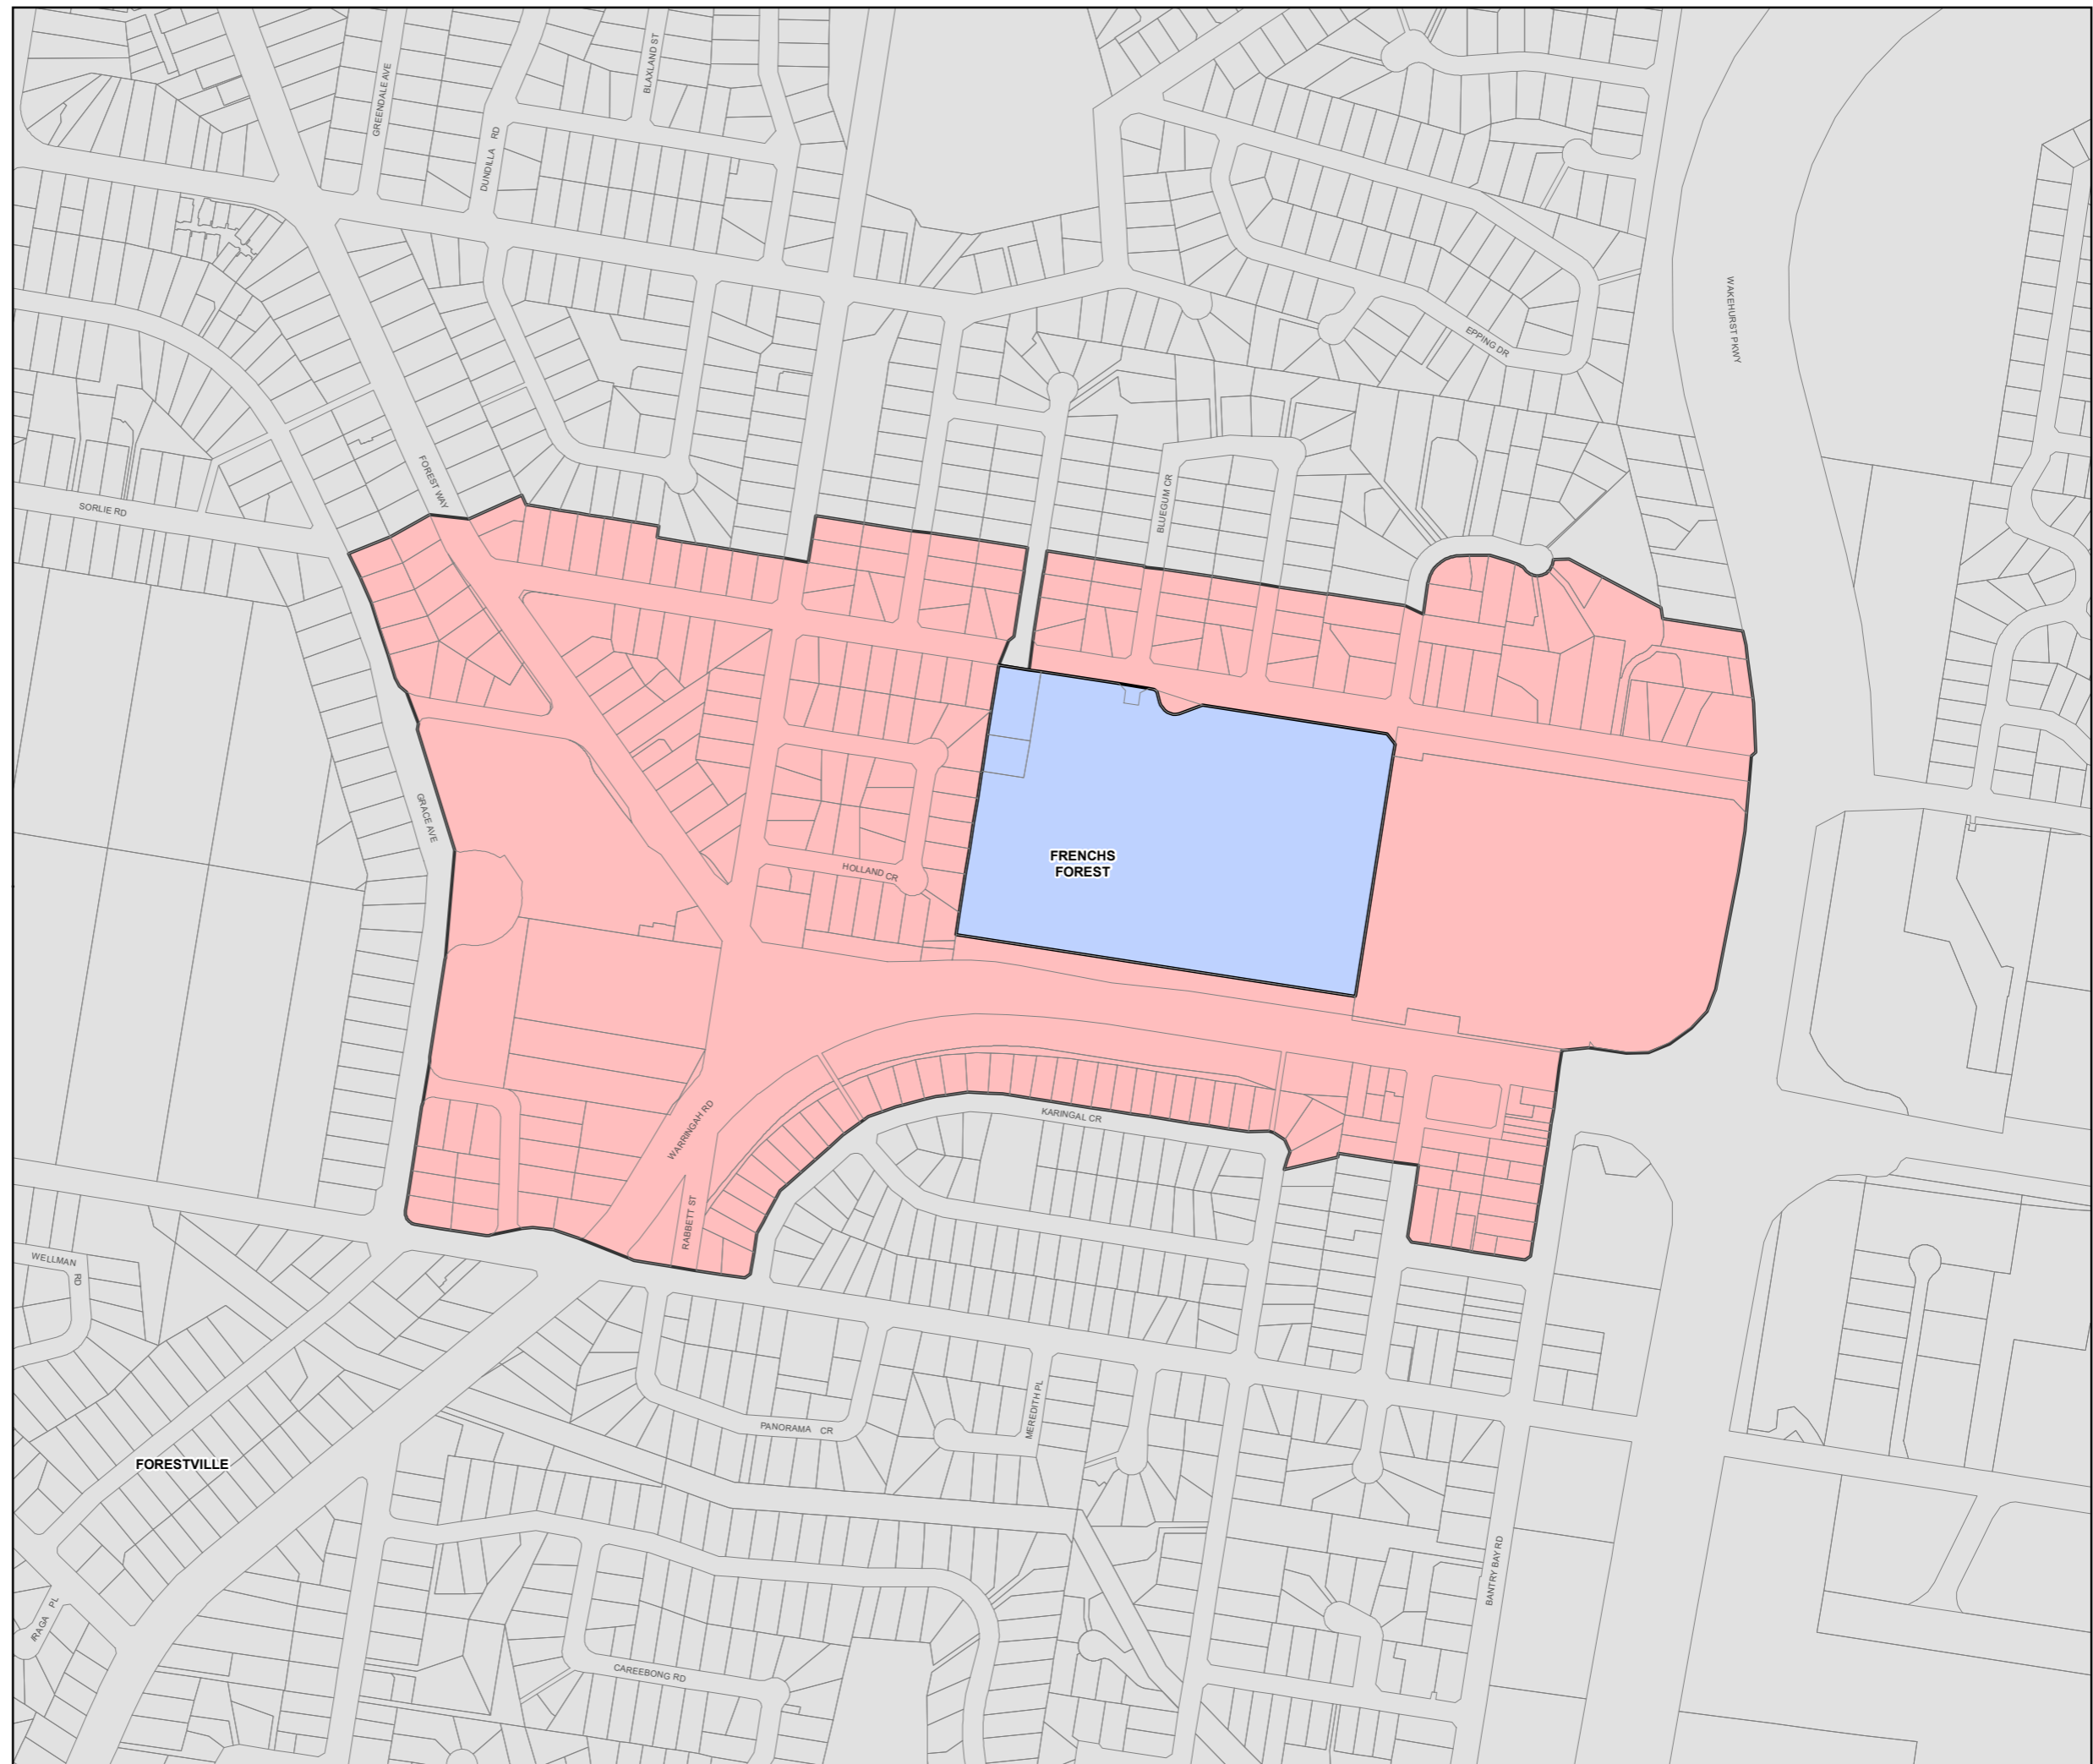 BLAXLAND ST
GREENDALE AVE
DUNDILLA RD
WAKEHURST PKWY
EPPING DR
FOREST WAY
BLUEGUM CR
SORLIE RD
GRACE AVE
FRENCHS
FOREST
HOLLAND CR
KARINGAL CR
WARRINGAH RD
RABBETT ST
WELLMAN
RD
MEREDITH PL
PANORAMA CR
FORESTVILLE
BANTRY BAY RD
PL
CAREEBONG RD